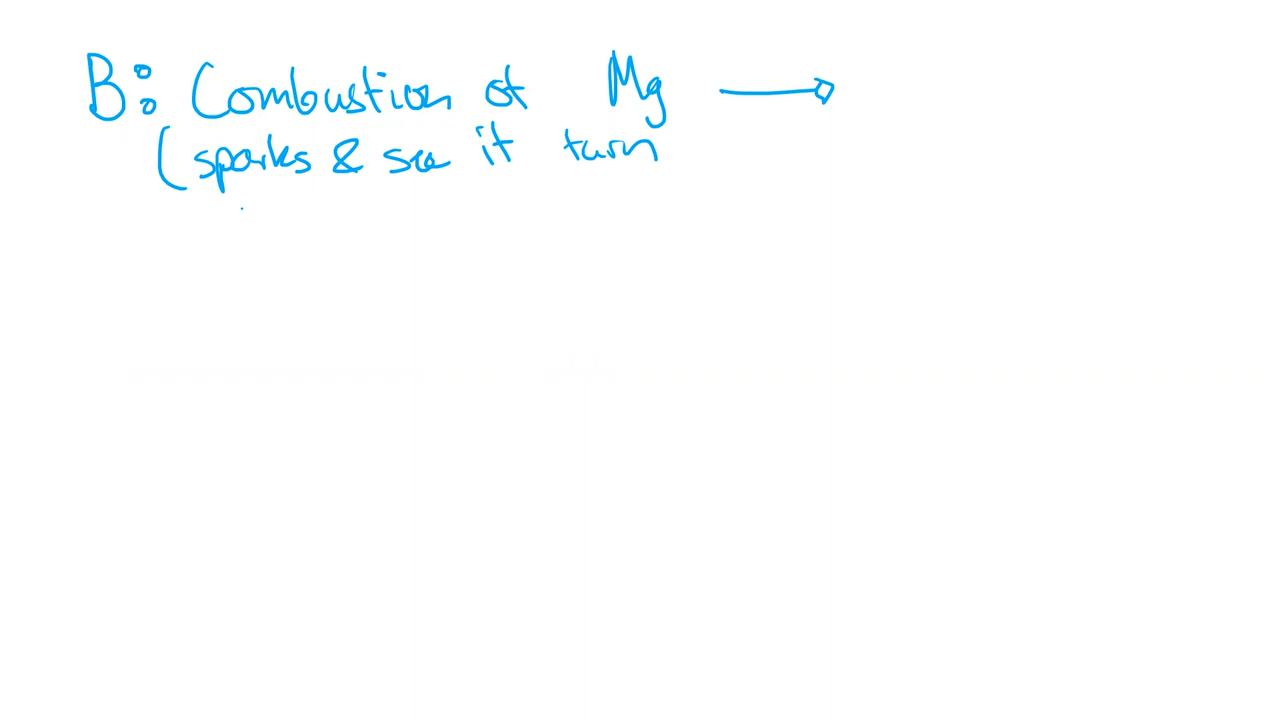 B: Combustion of Mg →
(sparks & see it turn